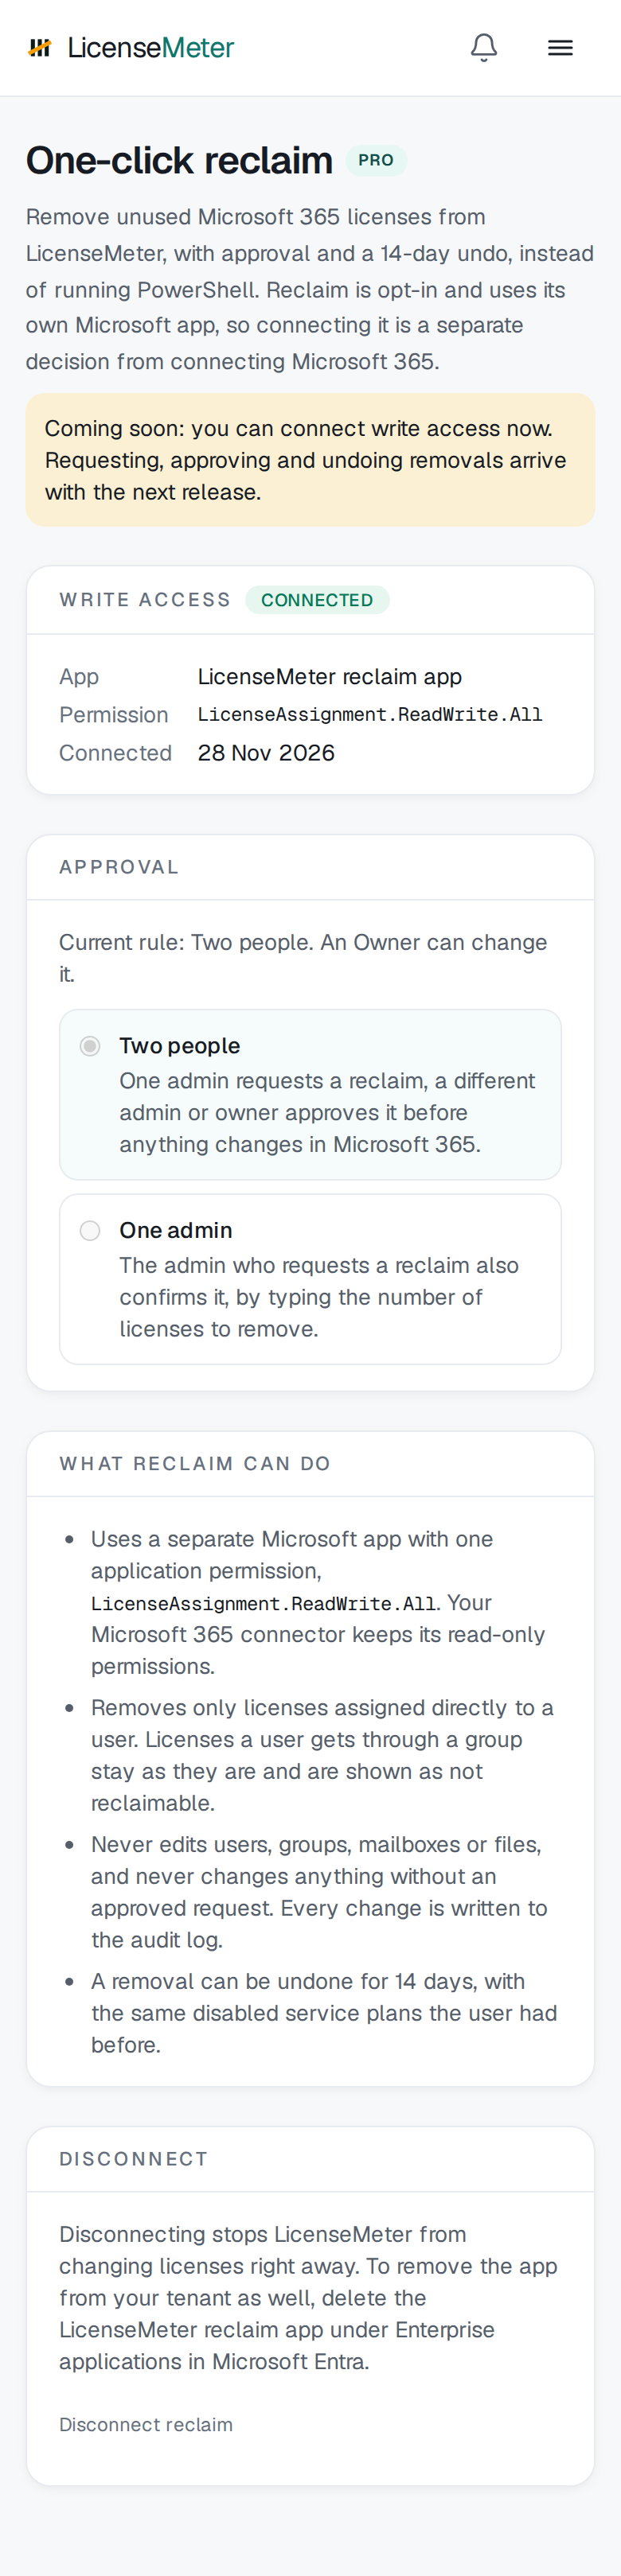 LicenseMeter
One-click reclaim PRO
Remove unused Microsoft 365 licenses from
LicenseMeter, with approval and a 14-day undo, instead
of running PowerShell. Reclaim is opt-in and uses its
own Microsoft app, so connecting it is a separate
decision from connecting Microsoft 365.
Coming soon: you can connect write access now.
Requesting, approving and undoing removals arrive
with the next release.
WRITE ACCESS CONNECTED
App LicenseMeter reclaim app
Permission LicenseAssignment.ReadWrite.All
Connected 28 Nov 2026
APPROVAL
Current rule: Two people. An Owner can change
it.
Two people
One admin requests a reclaim, a different
admin or owner approves it before
anything changes in Microsoft 365.
One admin
The admin who requests a reclaim also
confirms it, by typing the number of
licenses to remove.
WHAT RECLAIM CAN DO
Uses a separate Microsoft app with one
application permission,
LicenseAssignment.ReadWrite.All. Your
Microsoft 365 connector keeps its read-only
permissions.
Removes only licenses assigned directly to a
user. Licenses a user gets through a group
stay as they are and are shown as not
reclaimable.
Never edits users, groups, mailboxes or files,
and never changes anything without an
approved request. Every change is written to
the audit log.
A removal can be undone for 14 days, with
the same disabled service plans the user had
before.
DISCONNECT
Disconnecting stops LicenseMeter from
changing licenses right away. To remove the app
from your tenant as well, delete the
LicenseMeter reclaim app under Enterprise
applications in Microsoft Entra.
Disconnect reclaim